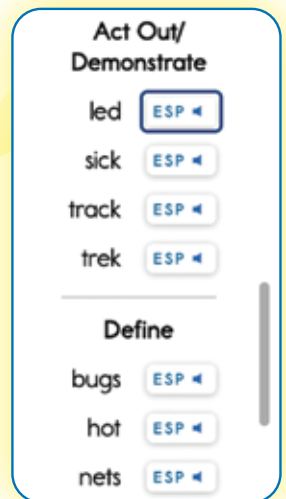 Act Out/
Demonstrate
led ESP
sick ESP
track ESP
trek ESP
Define
bugs ESP
hot ESP
nets ESP